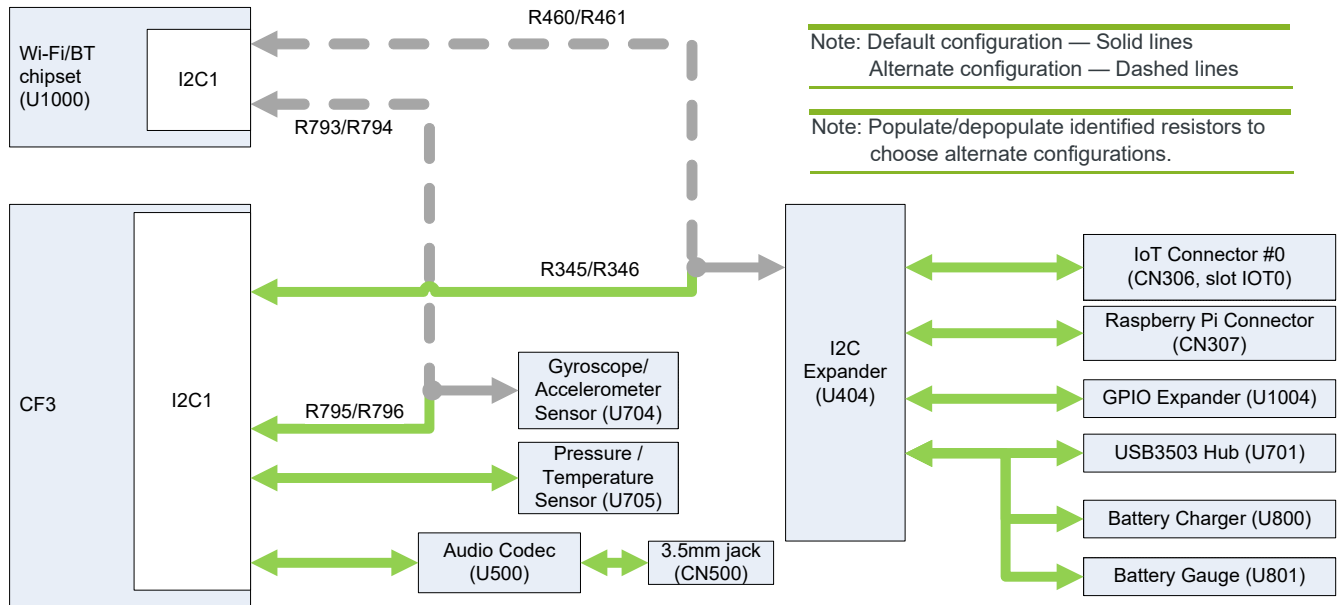 R460/R461
Note: Default configuration — Solid lines
Alternate configuration — Dashed lines
Wi-Fi/BT
chipset
(U1000)
I2C1
R793/R794
Note: Populate/depopulate identified resistors to
choose alternate configurations.
CF3
I2C1
R345/R346
R795/R796
Gyroscope/
Accelerometer
Sensor (U704)
Pressure /
Temperature
Sensor (U705)
Audio Codec
(U500)
3.5mm jack
(CN500)
I2C
Expander
(U404)
IoT Connector #0
(CN306, slot IOT0)
Raspberry Pi Connector
(CN307)
GPIO Expander (U1004)
USB3503 Hub (U701)
Battery Charger (U800)
Battery Gauge (U801)